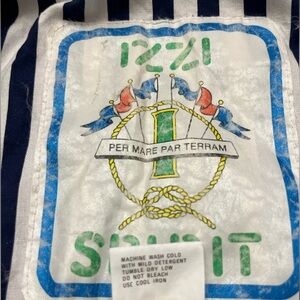 IZZI
I
PER MARE PAR TERRAM
SPIRIT
MACHINE WASH COLD
WITH MILD DETERGENT
TUMBLE DRY LOW
DO NOT BLEACH
USE COOL IRON